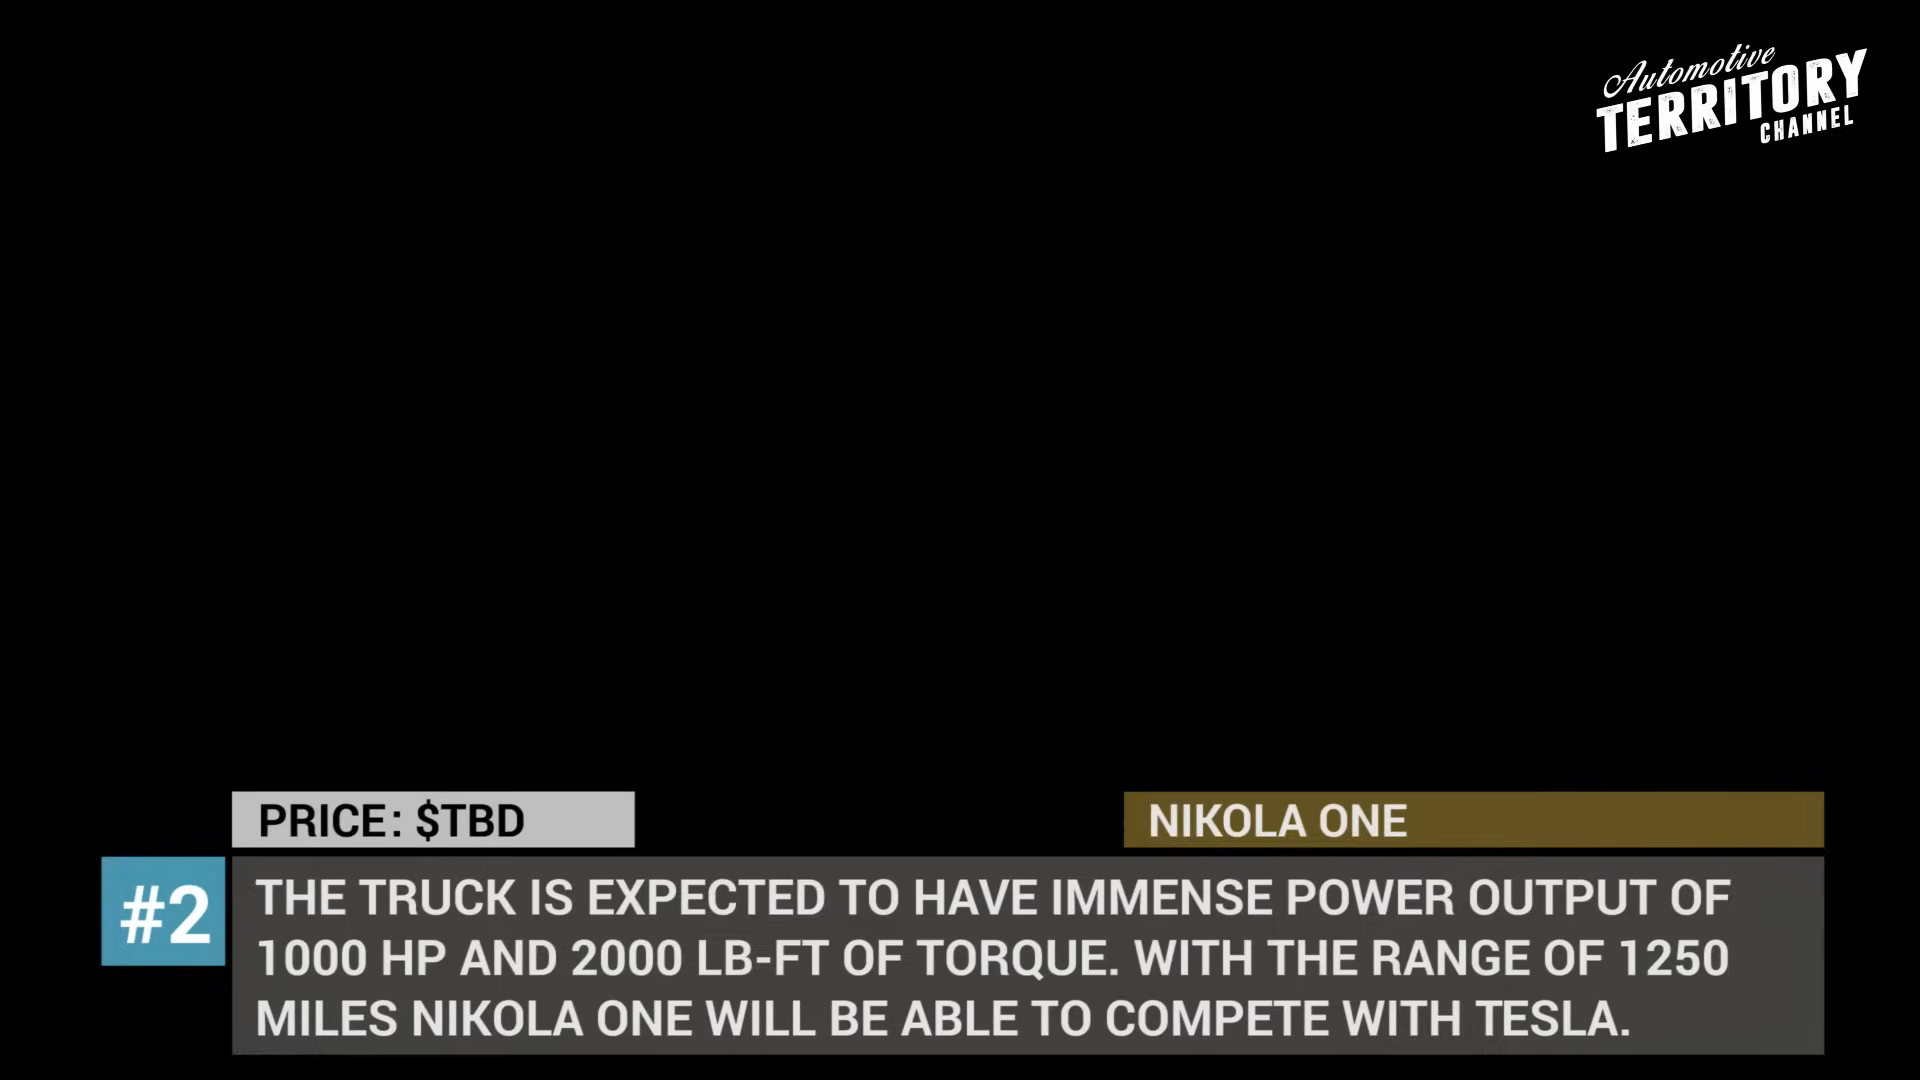 Automotive
TERRITORY
CHANNEL
PRICE: $TBD
NIKOLA ONE
#2
THE TRUCK IS EXPECTED TO HAVE IMMENSE POWER OUTPUT OF
1000 HP AND 2000 LB-FT OF TORQUE. WITH THE RANGE OF 1250
MILES NIKOLA ONE WILL BE ABLE TO COMPETE WITH TESLA.